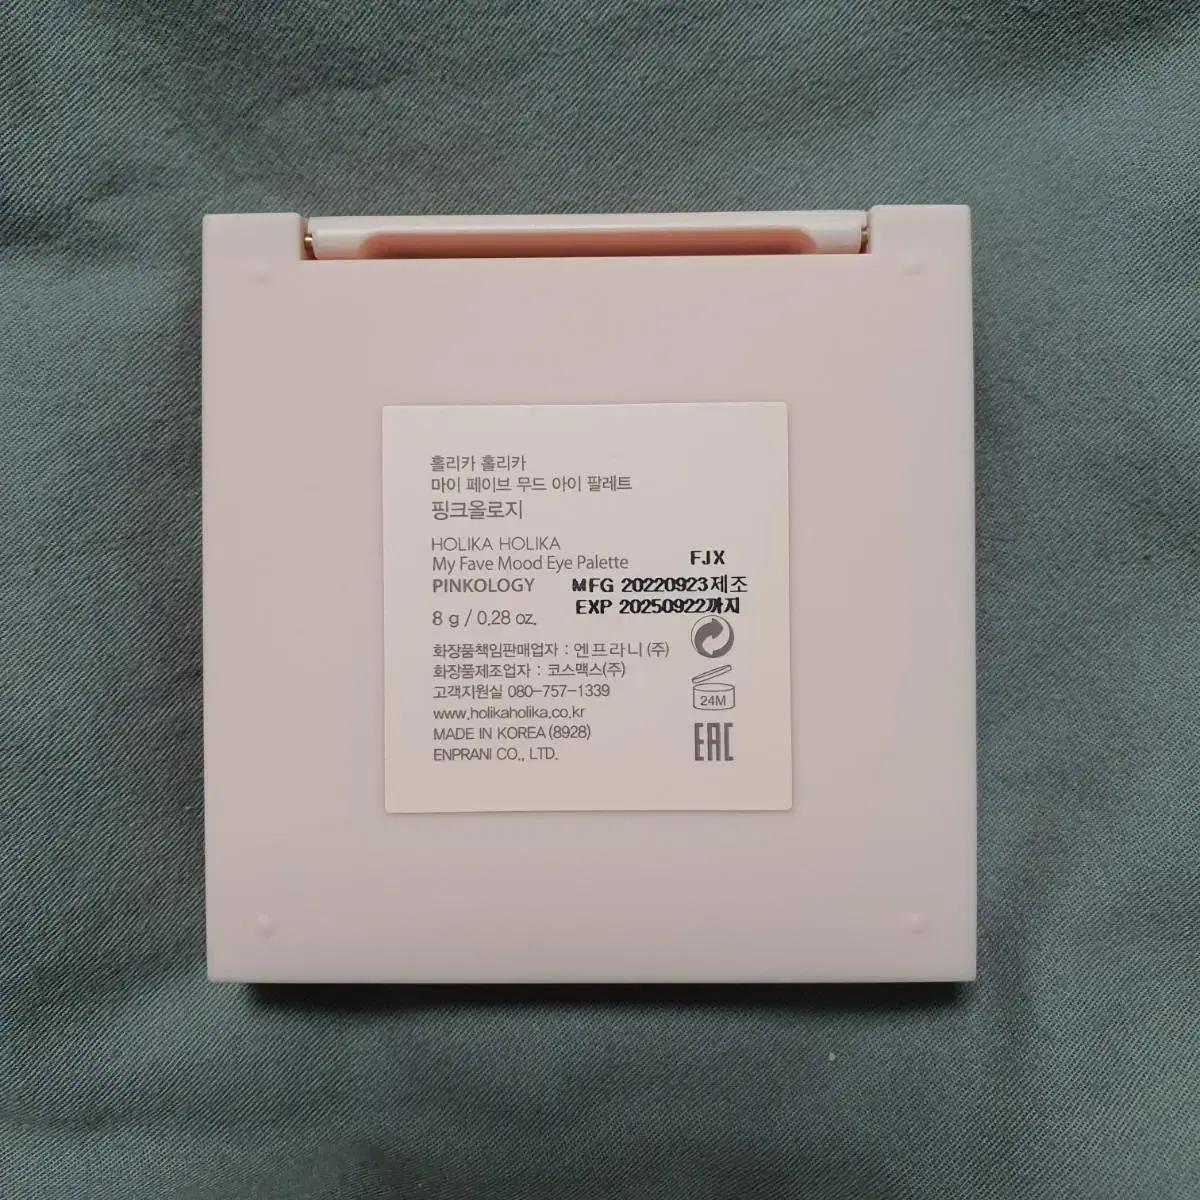 홀리카 홀리카
마이 페이브 무드 아이 팔레트
핑크올로지
HOLIKA HOLIKA
My Fave Mood Eye Palette
PINKOLOGY
8 g / 0.28 oz.
FJX
MFG 20220923제조
EXP 20250922까지
화장품책임판매업자 : 엔프라니 (주)
화장품제조업자 : 코스맥스(주)
고객지원실 080-757-1339
www.holikaholika.co.kr
MADE IN KOREA (8928)
ENPRANI CO., LTD.
24M
EAC